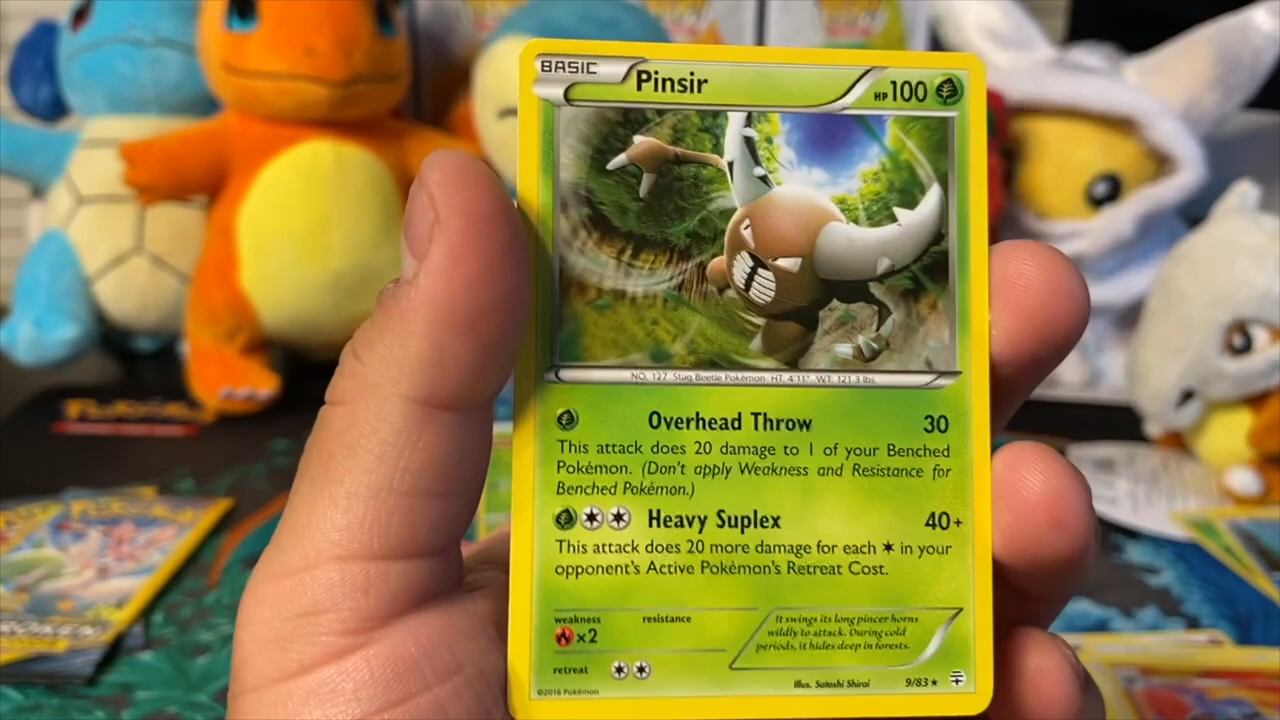 BASIC
Pinsir
HP 100
NO. 127 Stag Beetle Pokémon HT: 4'11" WT: 121.3 lbs.
Overhead Throw 30
This attack does 20 damage to 1 of your Benched
Pokémon. (Don't apply Weakness and Resistance for
Benched Pokémon.)
Heavy Suplex 40+
This attack does 20 more damage for each in your
opponent's Active Pokémon's Retreat Cost.
weakness resistance
×2
It swings its long pincer horns
wildly to attack. During cold
periods, it hides deep in forests.
retreat
Illus. Satoshi Shirai 9/83★
©2016 Pokémon